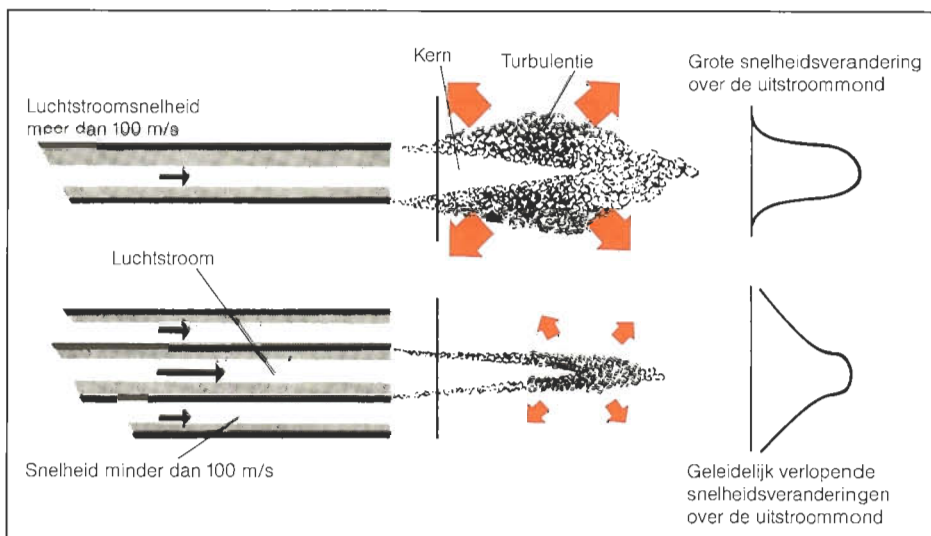 Kern
Turbulentie
Grote snelheidsverandering
over de uitstroommond
Luchtstroomsnelheid
meer dan 100 m/s
Luchtstroom
Snelheid minder dan 100 m/s
Geleidelijk verlopende
snelheidsveranderingen
over de uitstroommond